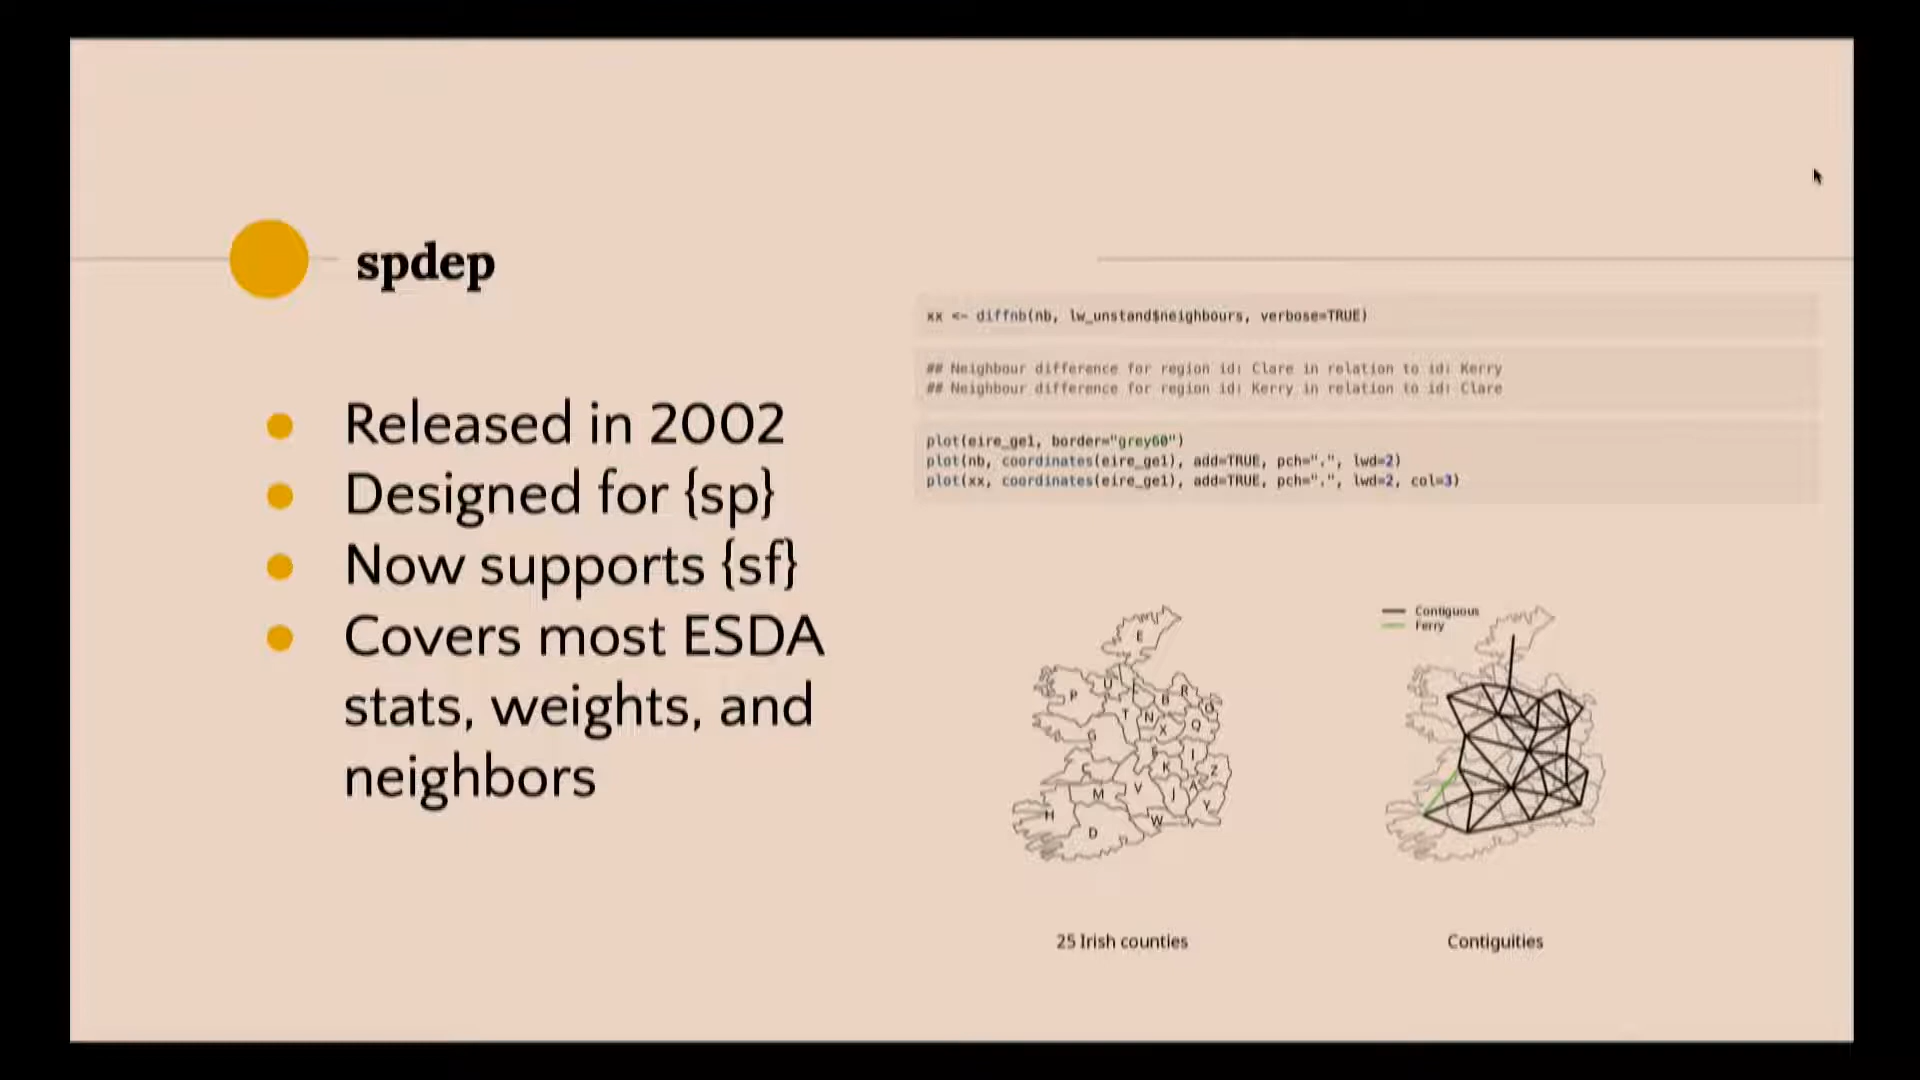 spdep
Released in 2002
Designed for {sp}
Now supports {sf}
Covers most ESDA
stats, weights, and
neighbors
xx <- diffnb(nb, lw_unstand$neighbours, verbose=TRUE)
## Neighbour difference for region id: Clare in relation to id: Kerry
## Neighbour difference for region id: Kerry in relation to id: Clare
plot(eire_ge1, border="grey60")
plot(nb, coordinates(eire_ge1), add=TRUE, pch=".", lwd=2)
plot(xx, coordinates(eire_ge1), add=TRUE, pch=".", lwd=2, col=3)
E
P
U
B
R
T
N
X
Q
G
I
K
Z
C
M
V
J
Y
H
W
D
25 Irish counties
Contiguous
Ferry
Contiguities